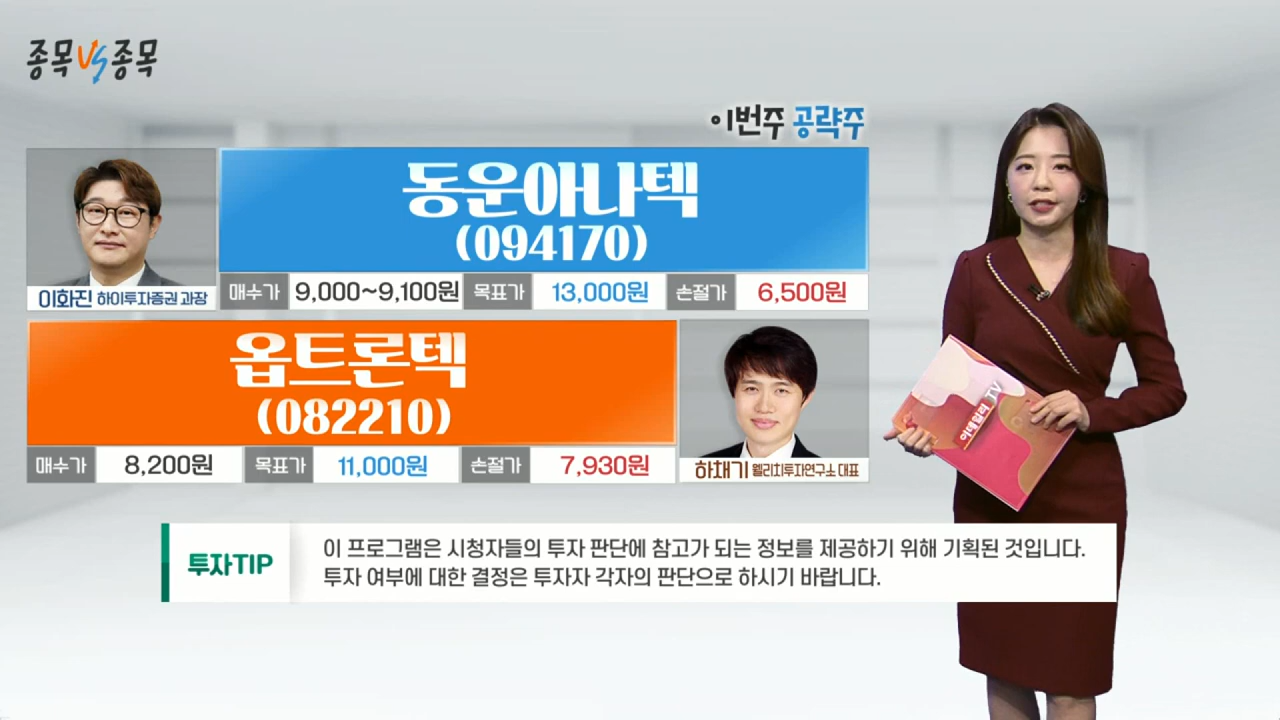 종목VS종목
이번주 공략주
동운아나텍
(094170)
이화진 하이투자증권 과장
매수가 9,000~9,100원 목표가 13,000원 손절가 6,500원
옵트론텍
(082210)
매수가 8,200원 목표가 11,000원 손절가 7,930원
하채기 웰리치투자연구소 대표
이데일리 TV
투자TIP
이 프로그램은 시청자들의 투자 판단에 참고가 되는 정보를 제공하기 위해 기획된 것입니다.
투자 여부에 대한 결정은 투자자 각자의 판단으로 하시기 바랍니다.